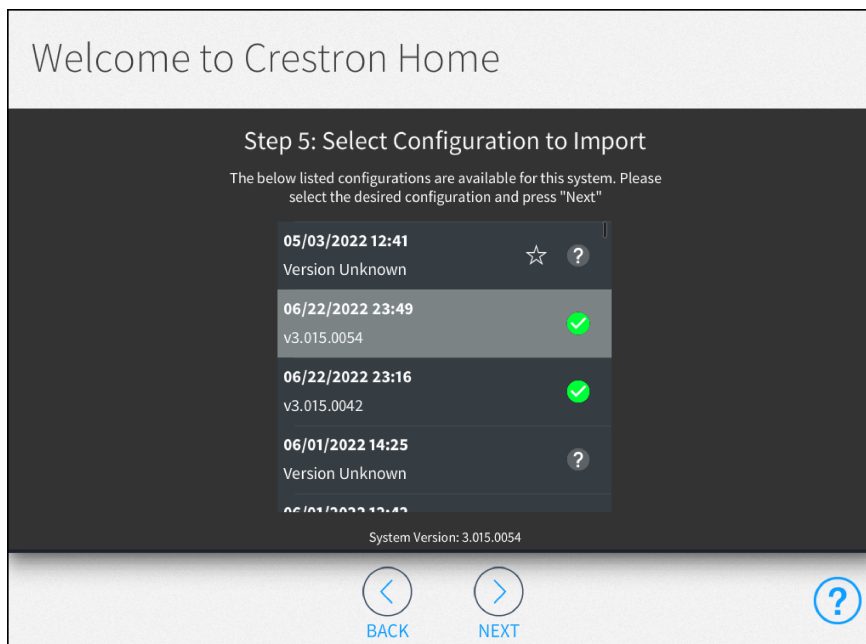 Welcome to Crestron Home
Step 5: Select Configuration to Import
The below listed configurations are available for this system. Please
select the desired configuration and press "Next"
05/03/2022 12:41
Version Unknown
06/22/2022 23:49
v3.015.0054
06/22/2022 23:16
v3.015.0042
06/01/2022 14:25
Version Unknown
System Version: 3.015.0054
BACK
NEXT